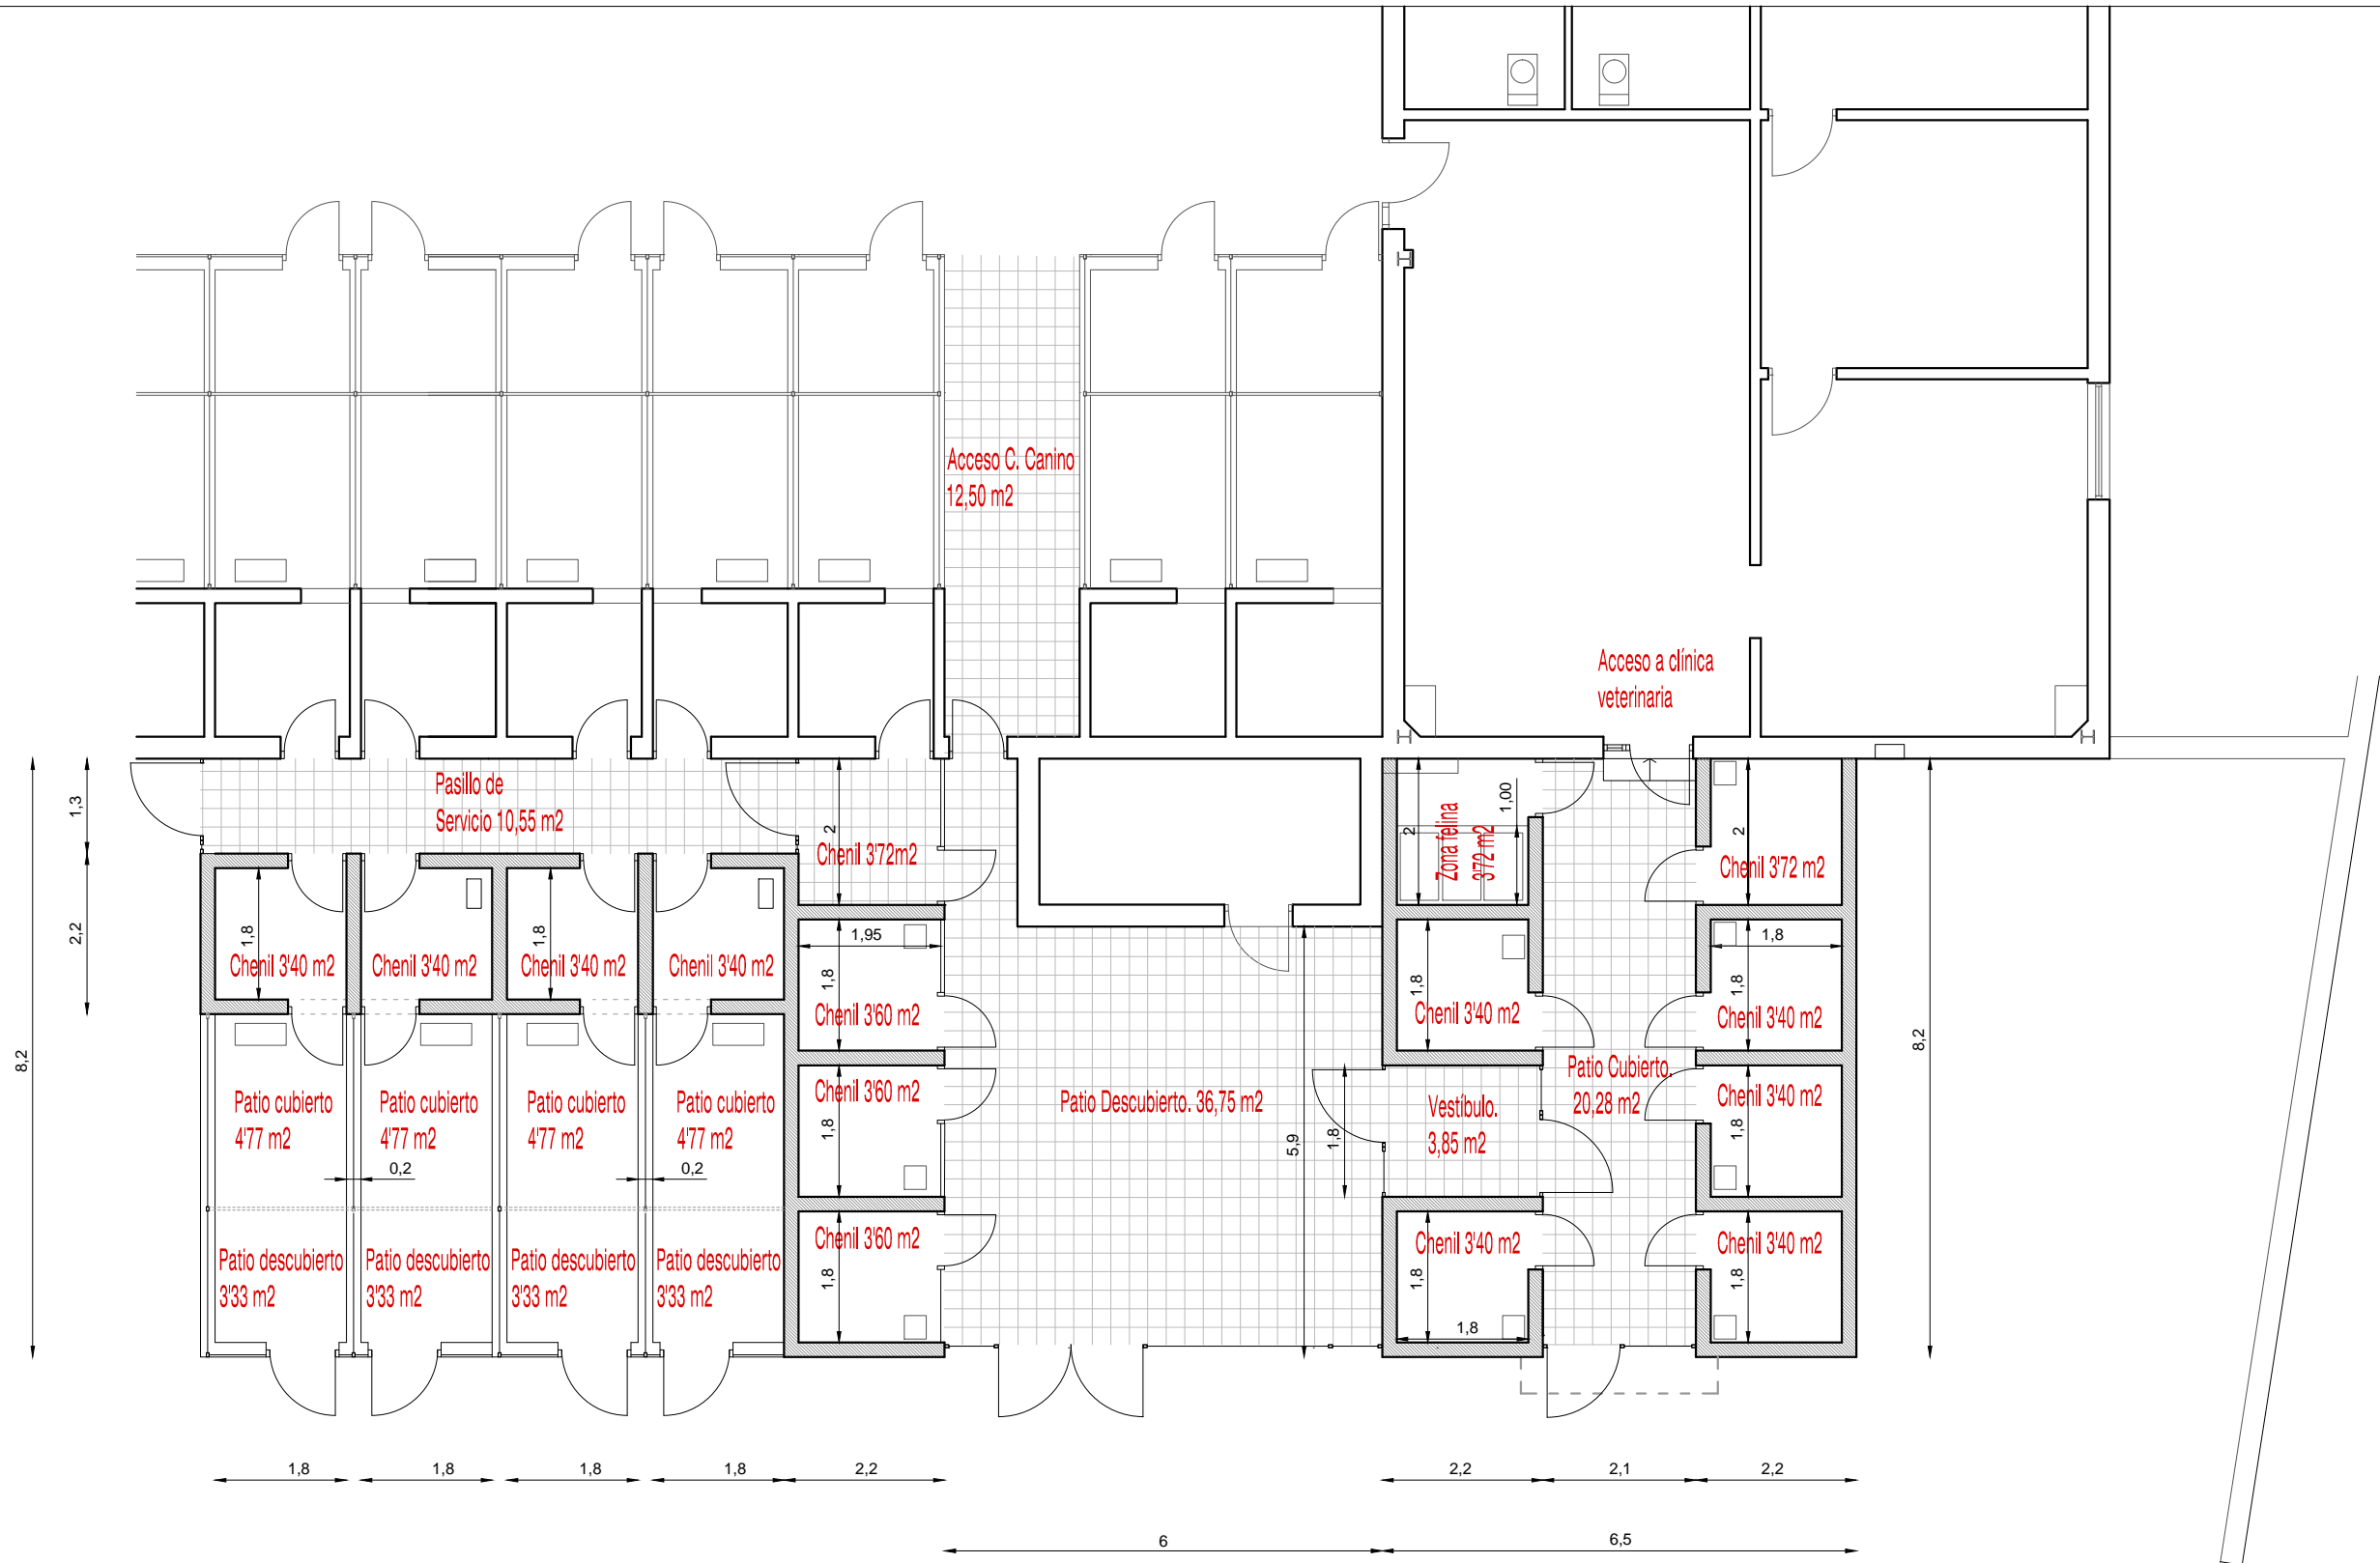 Acceso C. Canino
12,50 m2
Acceso a clínica
veterinaria
Pasillo de
Servicio 10,55 m2
1,3
2,2
8,2
2
Chenil 3'72m2
2
Zona felina
3'72 m2
1,00
2
Chenil 3'72 m2
1,8
Chenil 3'40 m2
Chenil 3'40 m2
1,8
Chenil 3'40 m2
Chenil 3'40 m2
1,95
1,8
Chenil 3'60 m2
1,8
Chenil 3'40 m2
1,8
1,8
Chenil 3'40 m2
8,2
Patio cubierto
4'77 m2
Patio cubierto
4'77 m2
Patio cubierto
4'77 m2
Patio cubierto
4'77 m2
0,2
0,2
Chenil 3'60 m2
1,8
Patio Descubierto. 36,75 m2
5,9
1,8
Vestíbulo.
3,85 m2
Patio Cubierto.
20,28 m2
Chenil 3'40 m2
1,8
Patio descubierto
3'33 m2
Patio descubierto
3'33 m2
Patio descubierto
3'33 m2
Patio descubierto
3'33 m2
Chenil 3'60 m2
1,8
Chenil 3'40 m2
1,8
1,8
Chenil 3'40 m2
1,8
1,8
1,8
1,8
1,8
2,2
2,2
2,1
2,2
6
6,5